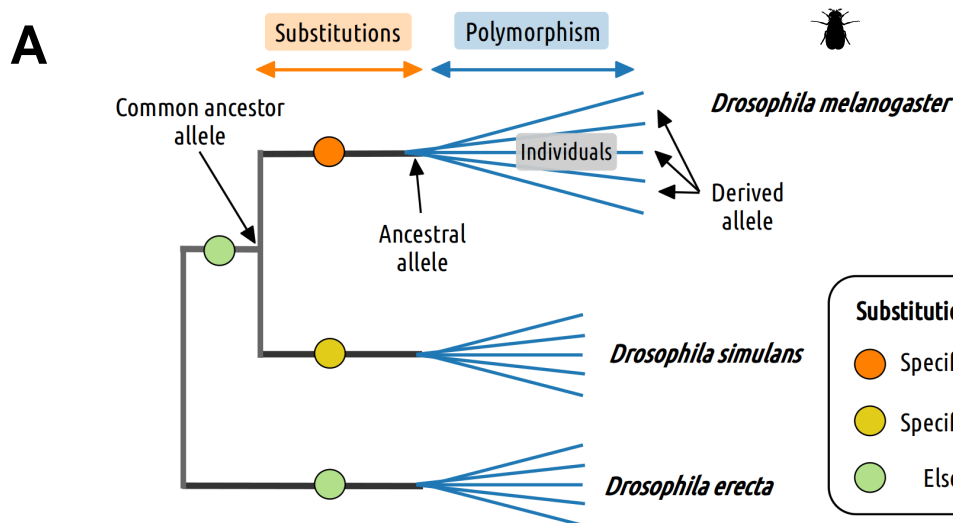 A
Substitutions
Polymorphism
Common ancestor
allele
Drosophila melanogaster
Individuals
Derived
allele
Ancestral
allele
Drosophila simulans
Drosophila erecta